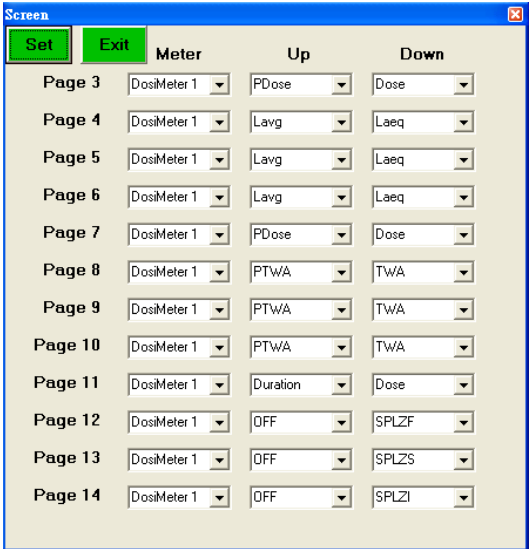 Screen
Set Exit Meter Up Down
Page 3 DosiMeter 1 PDose Dose
Page 4 DosiMeter 1 Lavg Laeq
Page 5 DosiMeter 1 Lavg Laeq
Page 6 DosiMeter 1 Lavg Laeq
Page 7 DosiMeter 1 PDose Dose
Page 8 DosiMeter 1 PTWA TWA
Page 9 DosiMeter 1 PTWA TWA
Page 10 DosiMeter 1 PTWA TWA
Page 11 DosiMeter 1 Duration Dose
Page 12 DosiMeter 1 OFF SPLZF
Page 13 DosiMeter 1 OFF SPLZS
Page 14 DosiMeter 1 OFF SPLZI